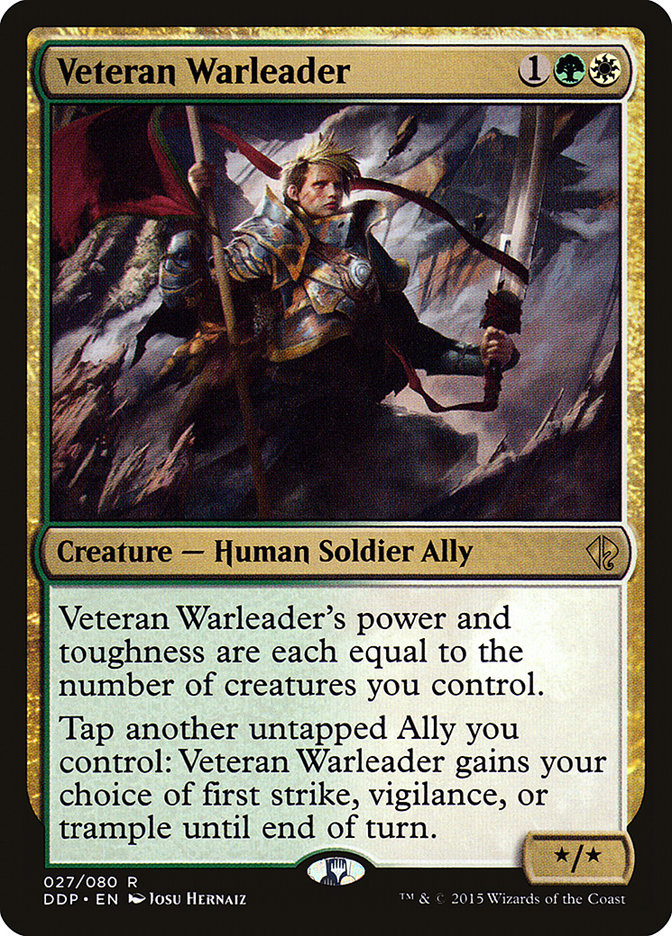 Veteran Warleader 1
Creature — Human Soldier Ally
Veteran Warleader's power and
toughness are each equal to the
number of creatures you control.
Tap another untapped Ally you
control: Veteran Warleader gains your
choice of first strike, vigilance, or
trample until end of turn.
★/★
027/080 R
DDP • EN Josu Hernaiz
™ & © 2015 Wizards of the Coast